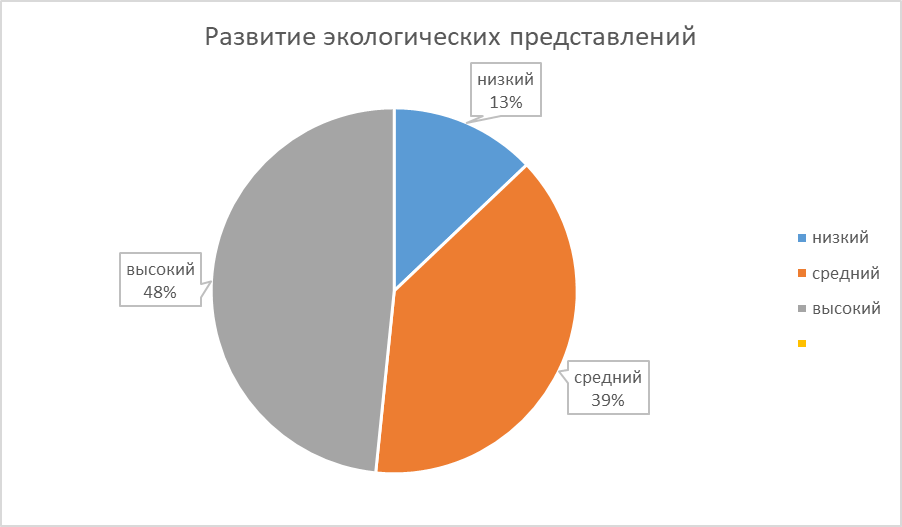 Развитие экологических представлений
низкий
13%
высокий
48%
средний
39%
низкий
средний
высокий